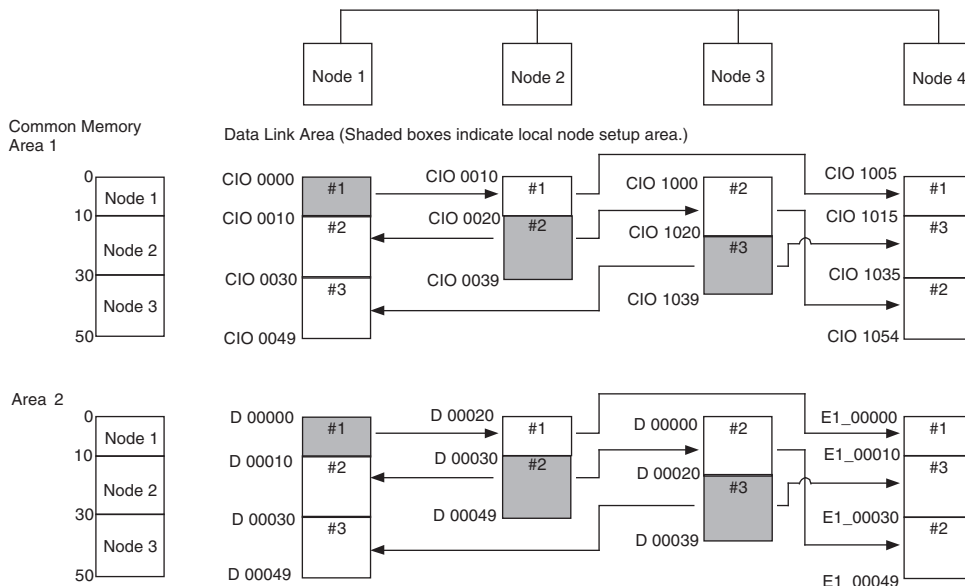 Node 1 Node 2 Node 3 Node 4
Common Memory
Area 1
Data Link Area (Shaded boxes indicate local node setup area.)
0
Node 1
10
Node 2
30
Node 3
50
CIO 0000
#1
CIO 0010
#2
CIO 0030
#3
CIO 0049
CIO 0010
#1
CIO 0020
#2
CIO 0039
CIO 1000
#2
CIO 1020
#3
CIO 1039
CIO 1005
#1
CIO 1015
#3
CIO 1035
#2
CIO 1054
Area 2
0
Node 1
10
Node 2
30
Node 3
50
D 00000
#1
D 00010
#2
D 00030
#3
D 00049
D 00020
#1
D 00030
#2
D 00049
D 00000
#2
D 00020
#3
D 00039
E1_00000
#1
E1_00010
#3
E1_00030
#2
E1_00049